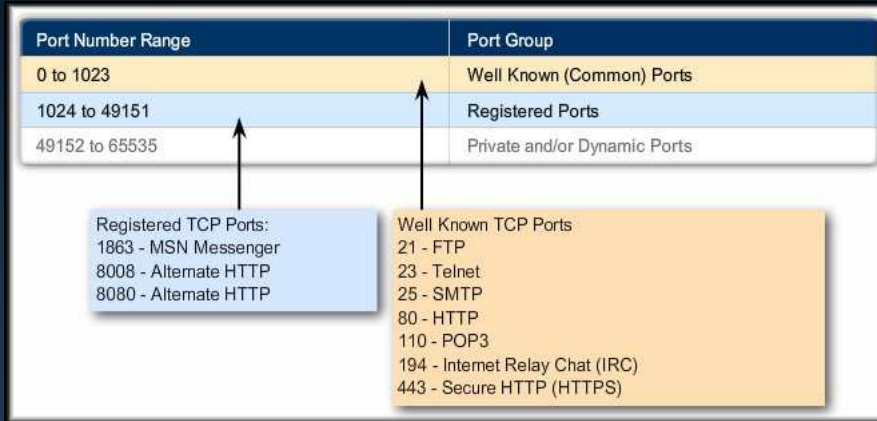 Port Number Range Port Group
0 to 1023 Well Known (Common) Ports
1024 to 49151 Registered Ports
49152 to 65535 Private and/or Dynamic Ports
Registered TCP Ports:
1863 - MSN Messenger
8008 - Alternate HTTP
8080 - Alternate HTTP
Well Known TCP Ports
21 - FTP
23 - Telnet
25 - SMTP
80 - HTTP
110 - POP3
194 - Internet Relay Chat (IRC)
443 - Secure HTTP (HTTPS)